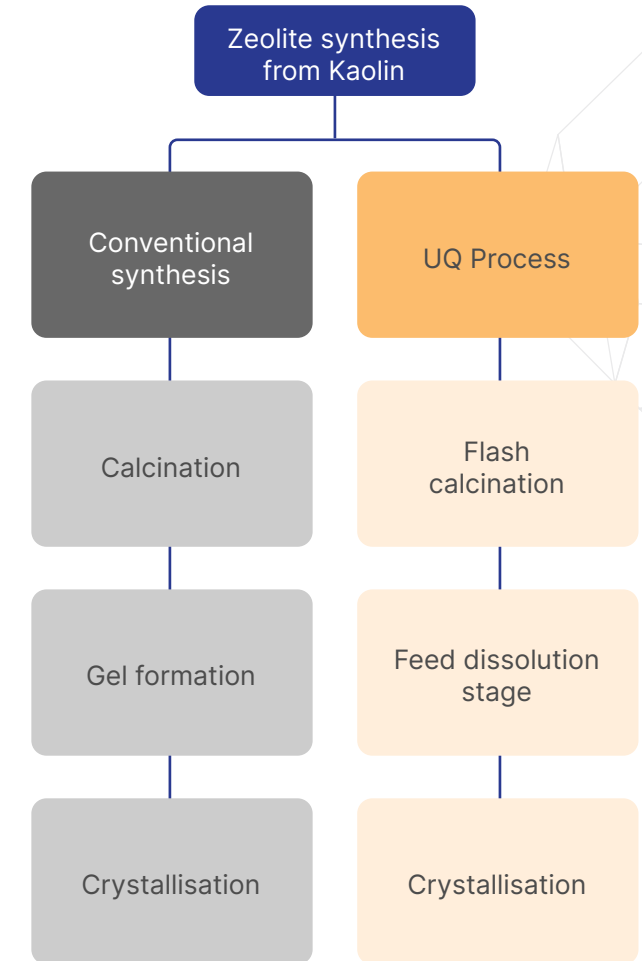 Zeolite synthesis
from Kaolin
Conventional
synthesis
UQ Process
Calcination
Flash
calcination
Gel formation
Feed dissolution
stage
Crystallisation
Crystallisation